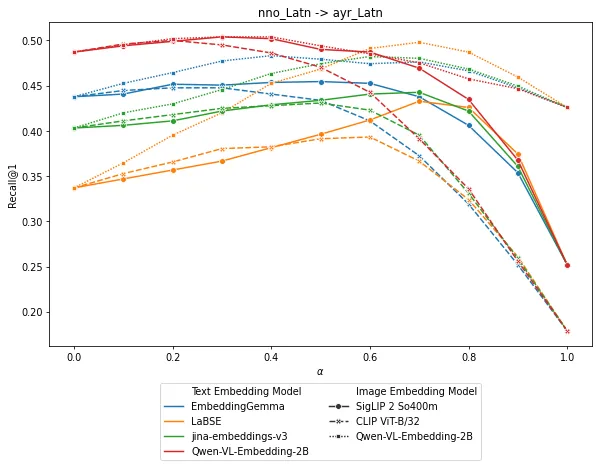 nno_Latn -> ayr_Latn
Recall@1
0.50
0.45
0.40
0.35
0.30
0.25
0.20
0.0 0.2 0.4 0.6 0.8 1.0
α
Text Embedding Model Image Embedding Model
EmbeddingGemma SigLIP 2 So400m
LaBSE CLIP ViT-B/32
jina-embeddings-v3 Qwen-VL-Embedding-2B
Qwen-VL-Embedding-2B